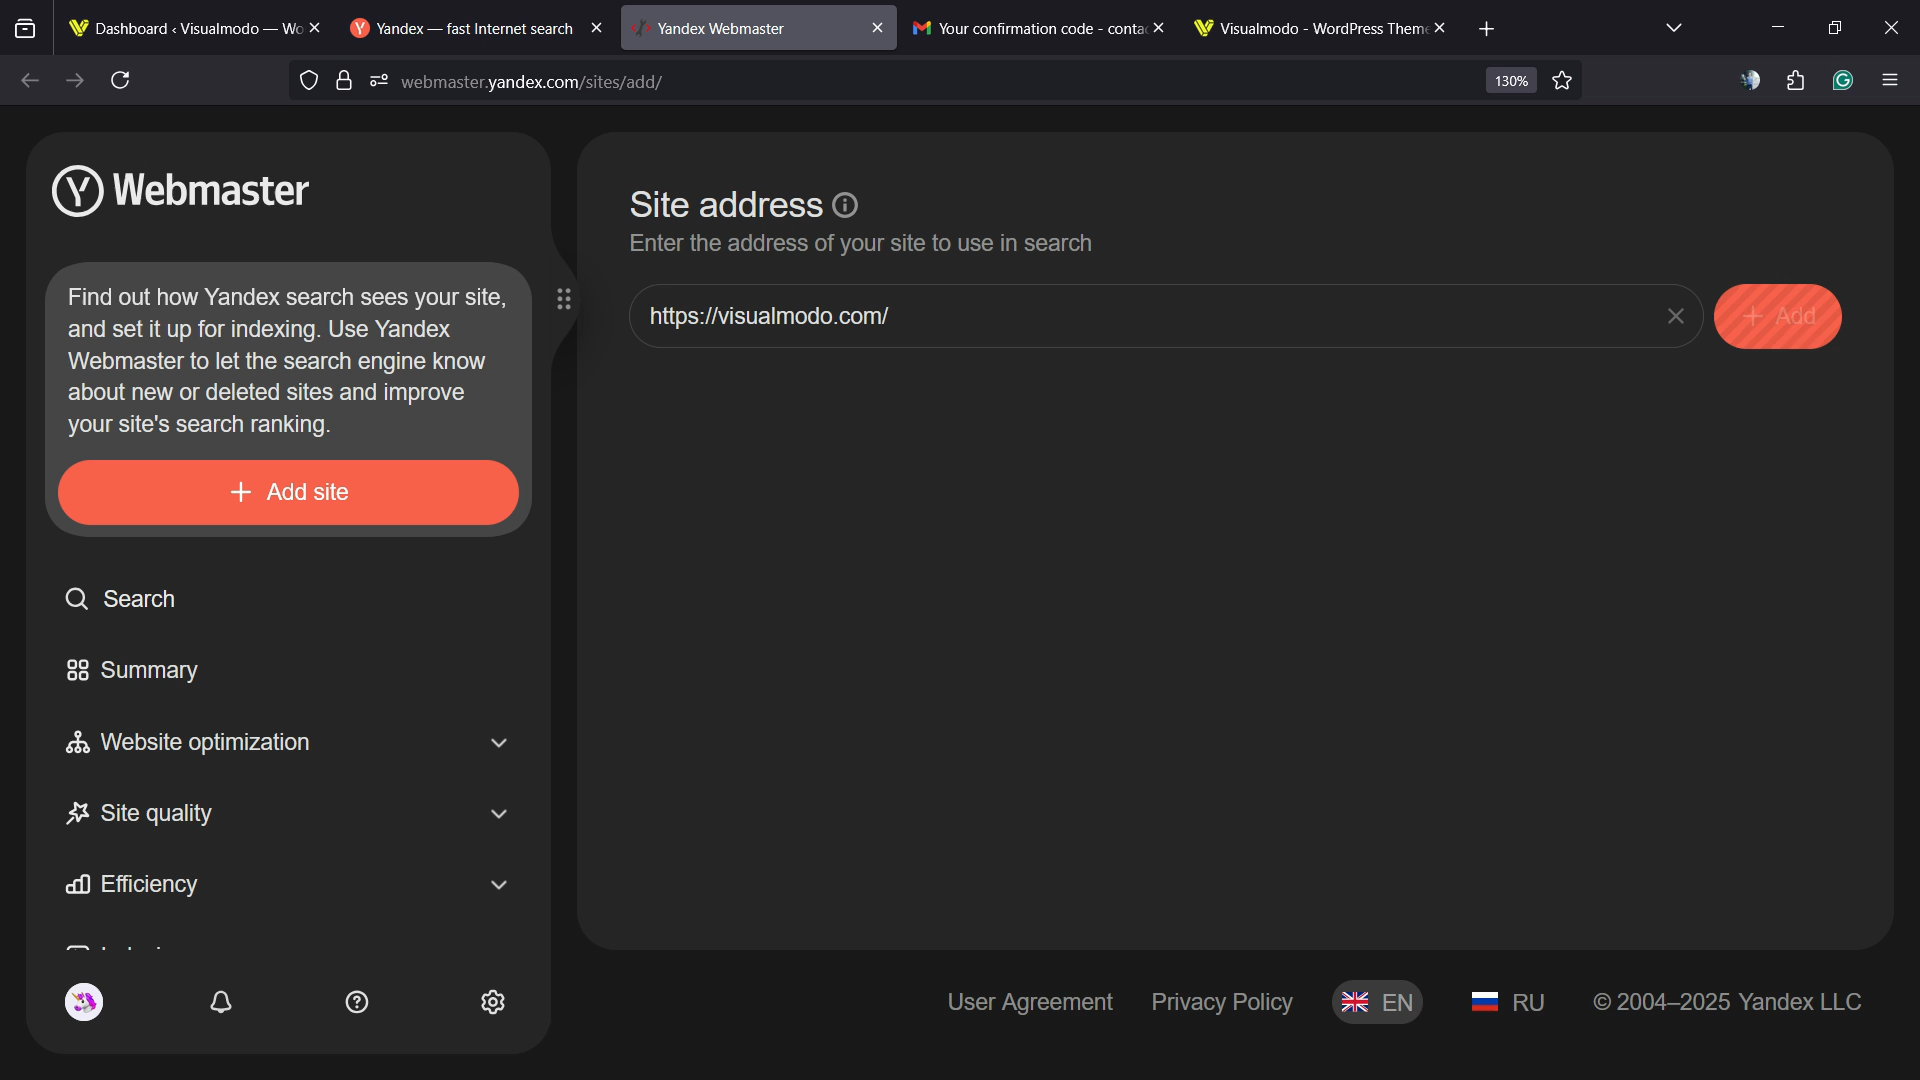 Dashboard ‹ Visualmodo — Wo
Yandex — fast Internet search
Yandex Webmaster
Your confirmation code - conta
Visualmodo - WordPress Theme
webmaster.yandex.com/sites/add/
130%
Webmaster
Find out how Yandex search sees your site,
and set it up for indexing. Use Yandex
Webmaster to let the search engine know
about new or deleted sites and improve
your site's search ranking.
+ Add site
Search
Summary
Website optimization
Site quality
Efficiency
Site address
Enter the address of your site to use in search
https://visualmodo.com/
+ Add
User Agreement
Privacy Policy
EN
RU
© 2004–2025 Yandex LLC